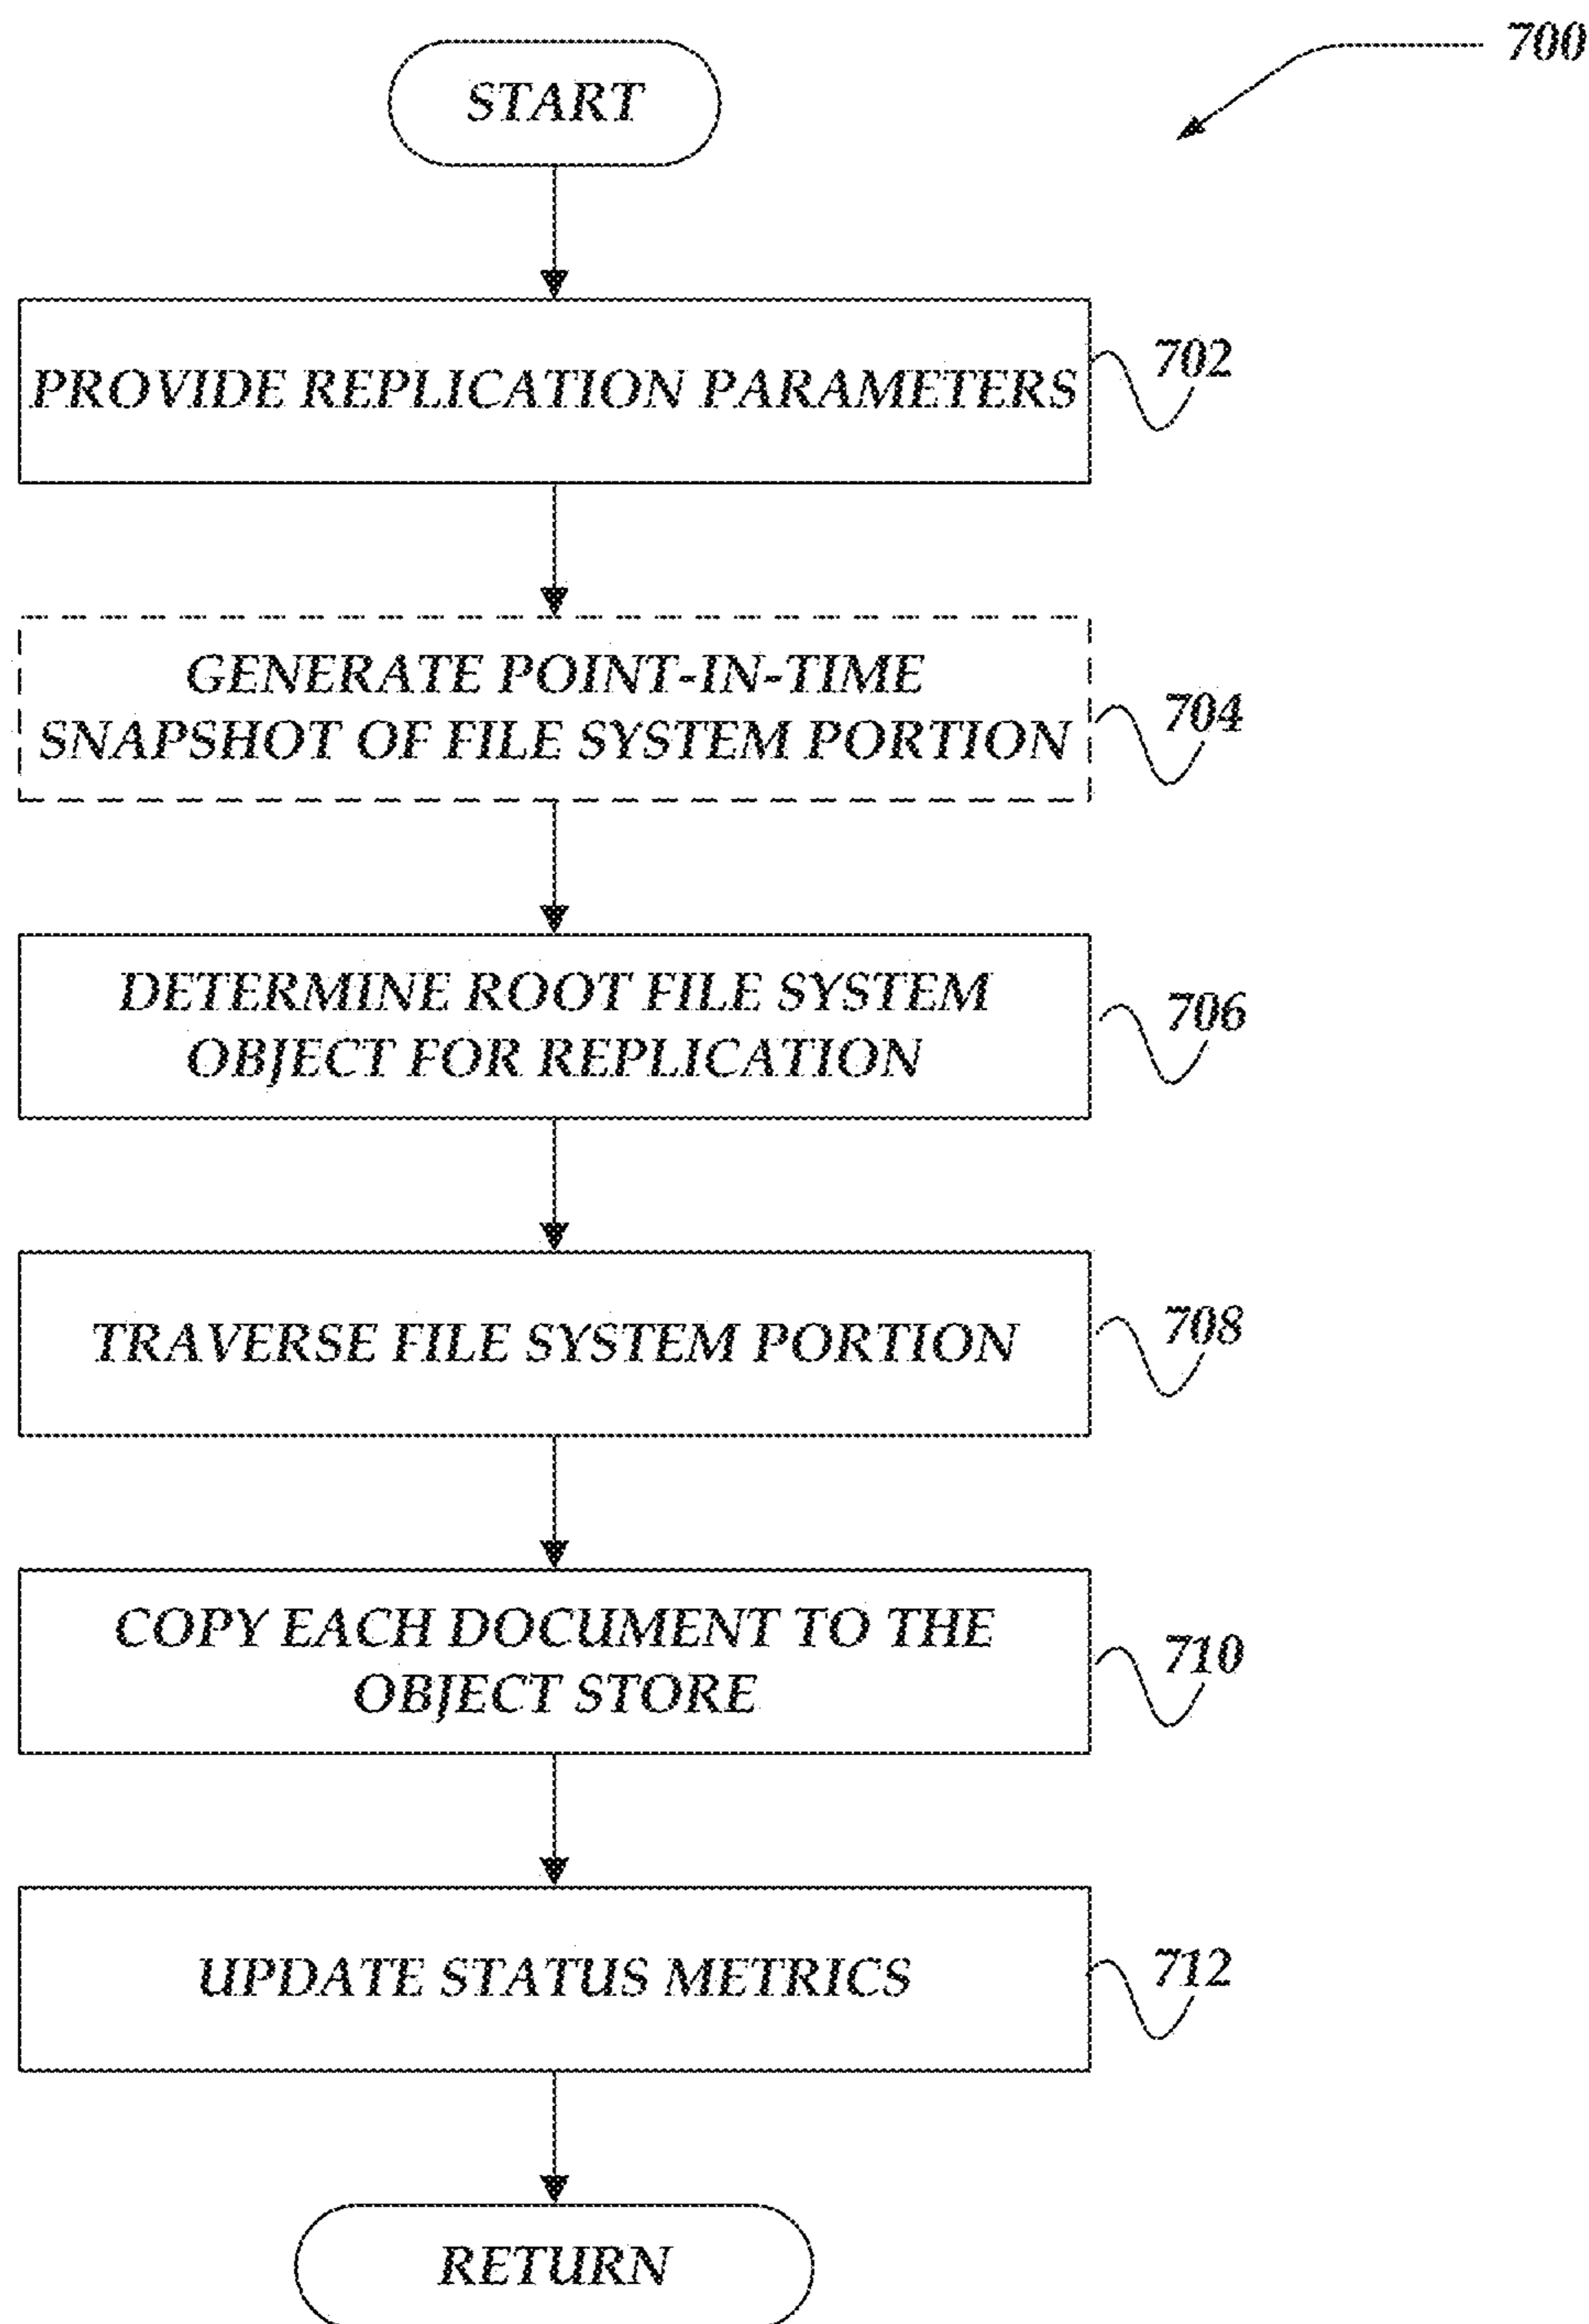 700
START
PROVIDE REPLICATION PARAMETERS
702
GENERATE POINT-IN-TIME
SNAPSHOT OF FILE SYSTEM PORTION
704
DETERMINE ROOT FILE SYSTEM
OBJECT FOR REPLICATION
706
TRAVERSE FILE SYSTEM PORTION
708
COPY EACH DOCUMENT TO THE
OBJECT STORE
710
UPDATE STATUS METRICS
712
RETURN